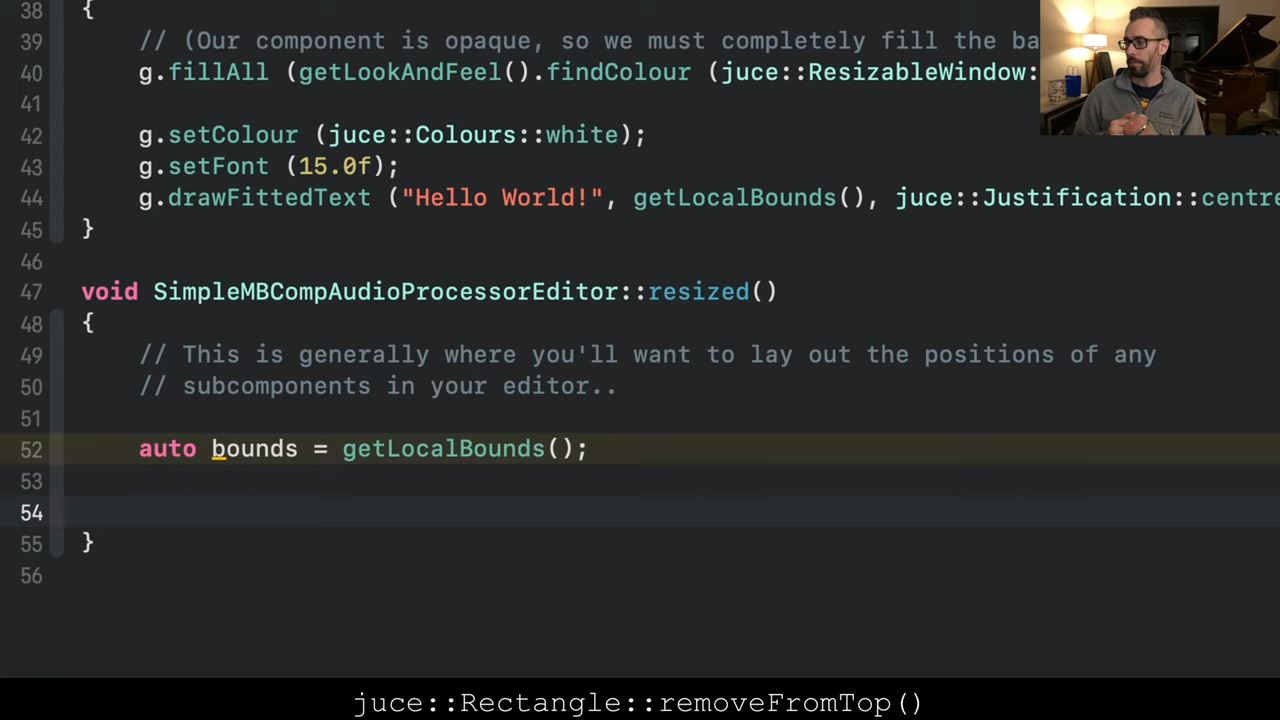 38 {
39 // (Our component is opaque, so we must completely fill the ba
40 g.fillAll (getLookAndFeel().findColour (juce::ResizableWindow:
41
42 g.setColour (juce::Colours::white);
43 g.setFont (15.0f);
44 g.drawFittedText ("Hello World!", getLocalBounds(), juce::Justification::centre
45 }
46
47 void SimpleMBCompAudioProcessorEditor::resized()
48 {
49 // This is generally where you'll want to lay out the positions of any
50 // subcomponents in your editor..
51
52 auto bounds = getLocalBounds();
53
54
55 }
56
juce::Rectangle::removeFromTop()